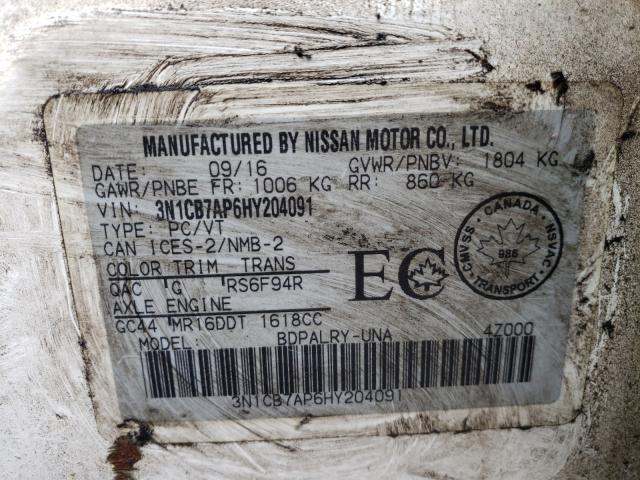 MANUFACTURED BY NISSAN MOTOR CO., LTD.
DATE: 09/16 GVWR/PNBV: 1804 KG
GAWR/PNBE FR: 1006 KG RR: 860 KG
VIN: 3N1CB7AP6HY204091
TYPE: PC/VT
CAN ICES-2/NMB-2
COLOR TRIM TRANS
QAC G RS6F94R
AXLE ENGINE
GC44 MR16DDT 1618CC
MODEL: BDPALRY-UNA 4Z000
3N1CB7AP6HY204091
EC
CMVSS CANADA NSVAC
986
TRANSPORT